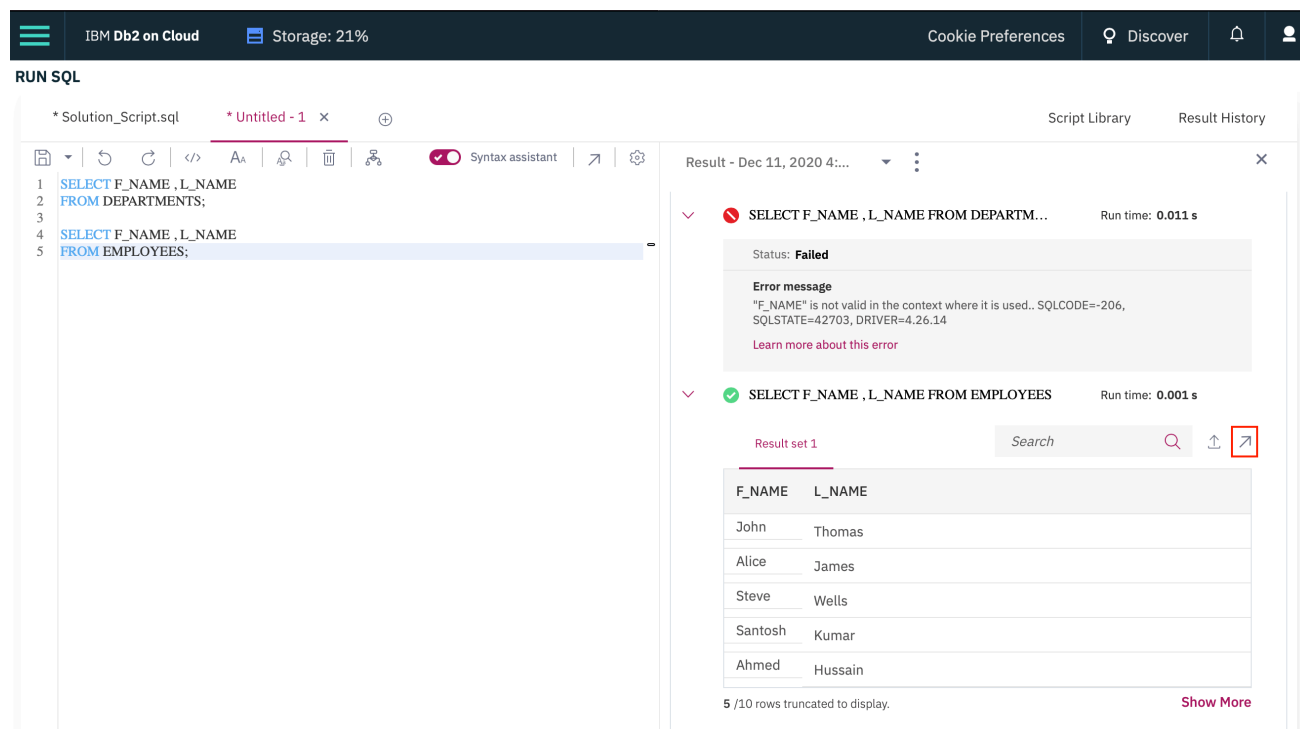 IBM Db2 on Cloud
Storage: 21%
Cookie Preferences
Discover
RUN SQL
* Solution_Script.sql
* Untitled - 1
Script Library
Result History
Syntax assistant
1 SELECT F_NAME , L_NAME
2 FROM DEPARTMENTS;
3
4 SELECT F_NAME , L_NAME
5 FROM EMPLOYEES;
Result - Dec 11, 2020 4:...
SELECT F_NAME , L_NAME FROM DEPARTM... Run time: 0.011 s
Status: Failed
Error message
"F_NAME" is not valid in the context where it is used.. SQLCODE=-206,
SQLSTATE=42703, DRIVER=4.26.14
Learn more about this error
SELECT F_NAME , L_NAME FROM EMPLOYEES Run time: 0.001 s
Result set 1
Search
F_NAME L_NAME
John Thomas
Alice James
Steve Wells
Santosh Kumar
Ahmed Hussain
5 /10 rows truncated to display.
Show More